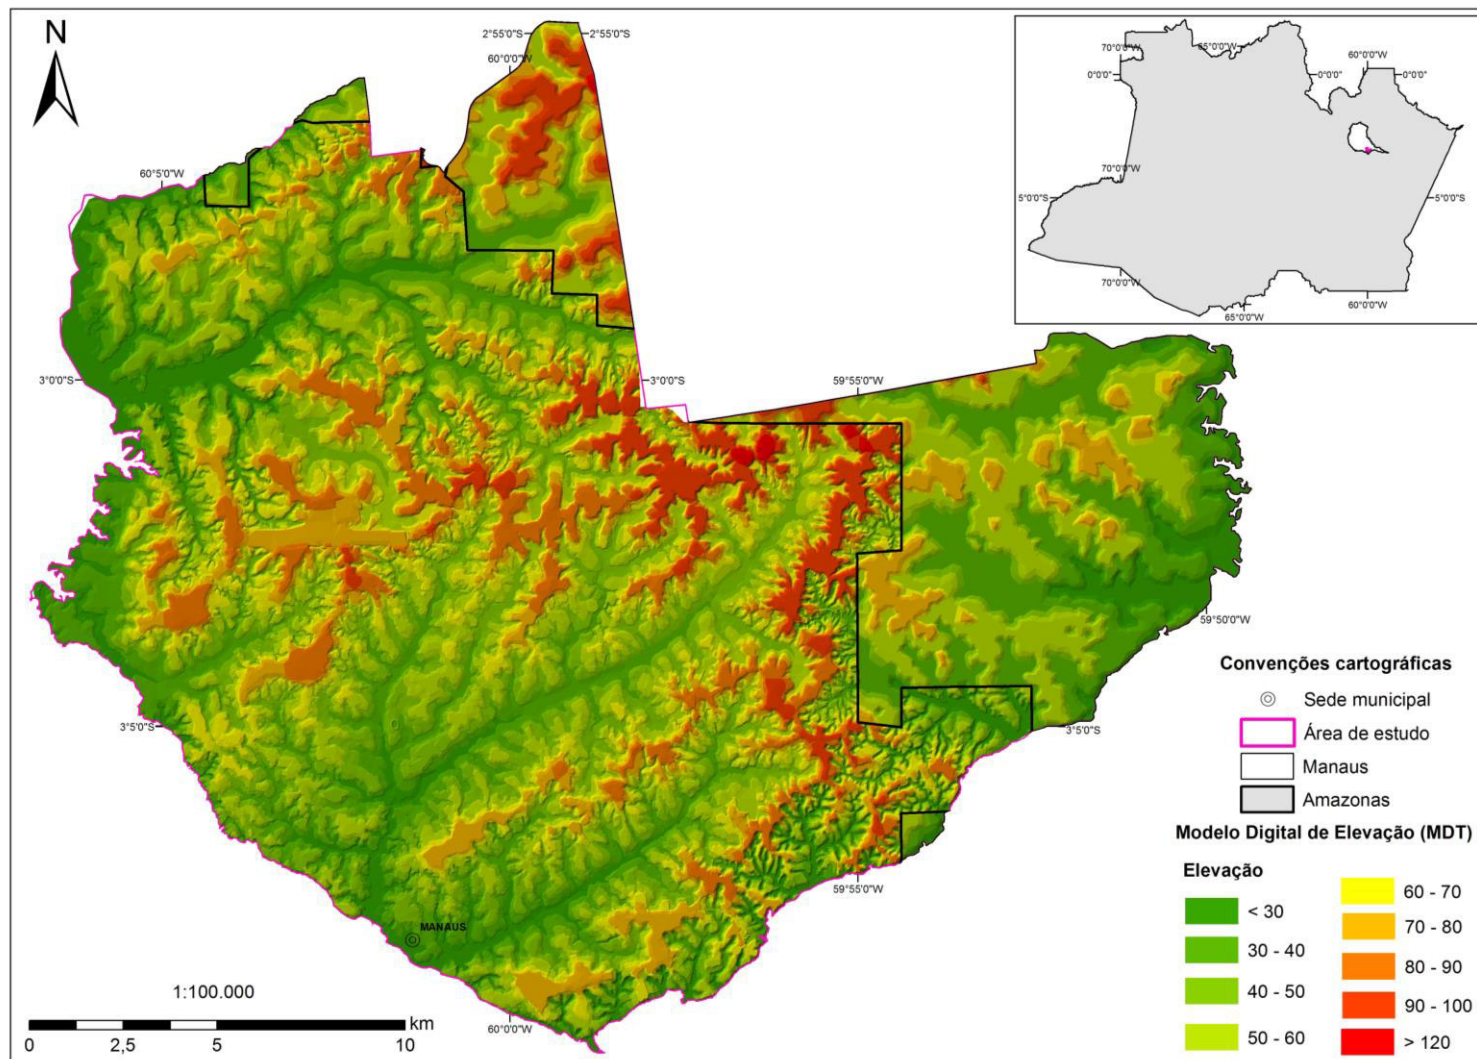 N
2°55'0"S
2°55'0"S
60°0'0"W
60°5'0"W
3°0'0"S
3°0'0"S
59°55'0"W
59°50'0"W
3°5'0"S
3°5'0"S
59°55'0"W
60°0'0"W
MANAUS
70°0'0"W
65°0'0"W
60°0'0"W
0°0'0"
0°0'0"
0°0'0"
70°0'0"W
5°0'0"S
5°0'0"S
70°0'0"W
65°0'0"W
60°0'0"W
Convenções cartográficas
Sede municipal
Área de estudo
Manaus
Amazonas
Modelo Digital de Elevação (MDT)
Elevação
< 30
30 - 40
40 - 50
50 - 60
60 - 70
70 - 80
80 - 90
90 - 100
> 120
1:100.000
km
0 2,5 5 10